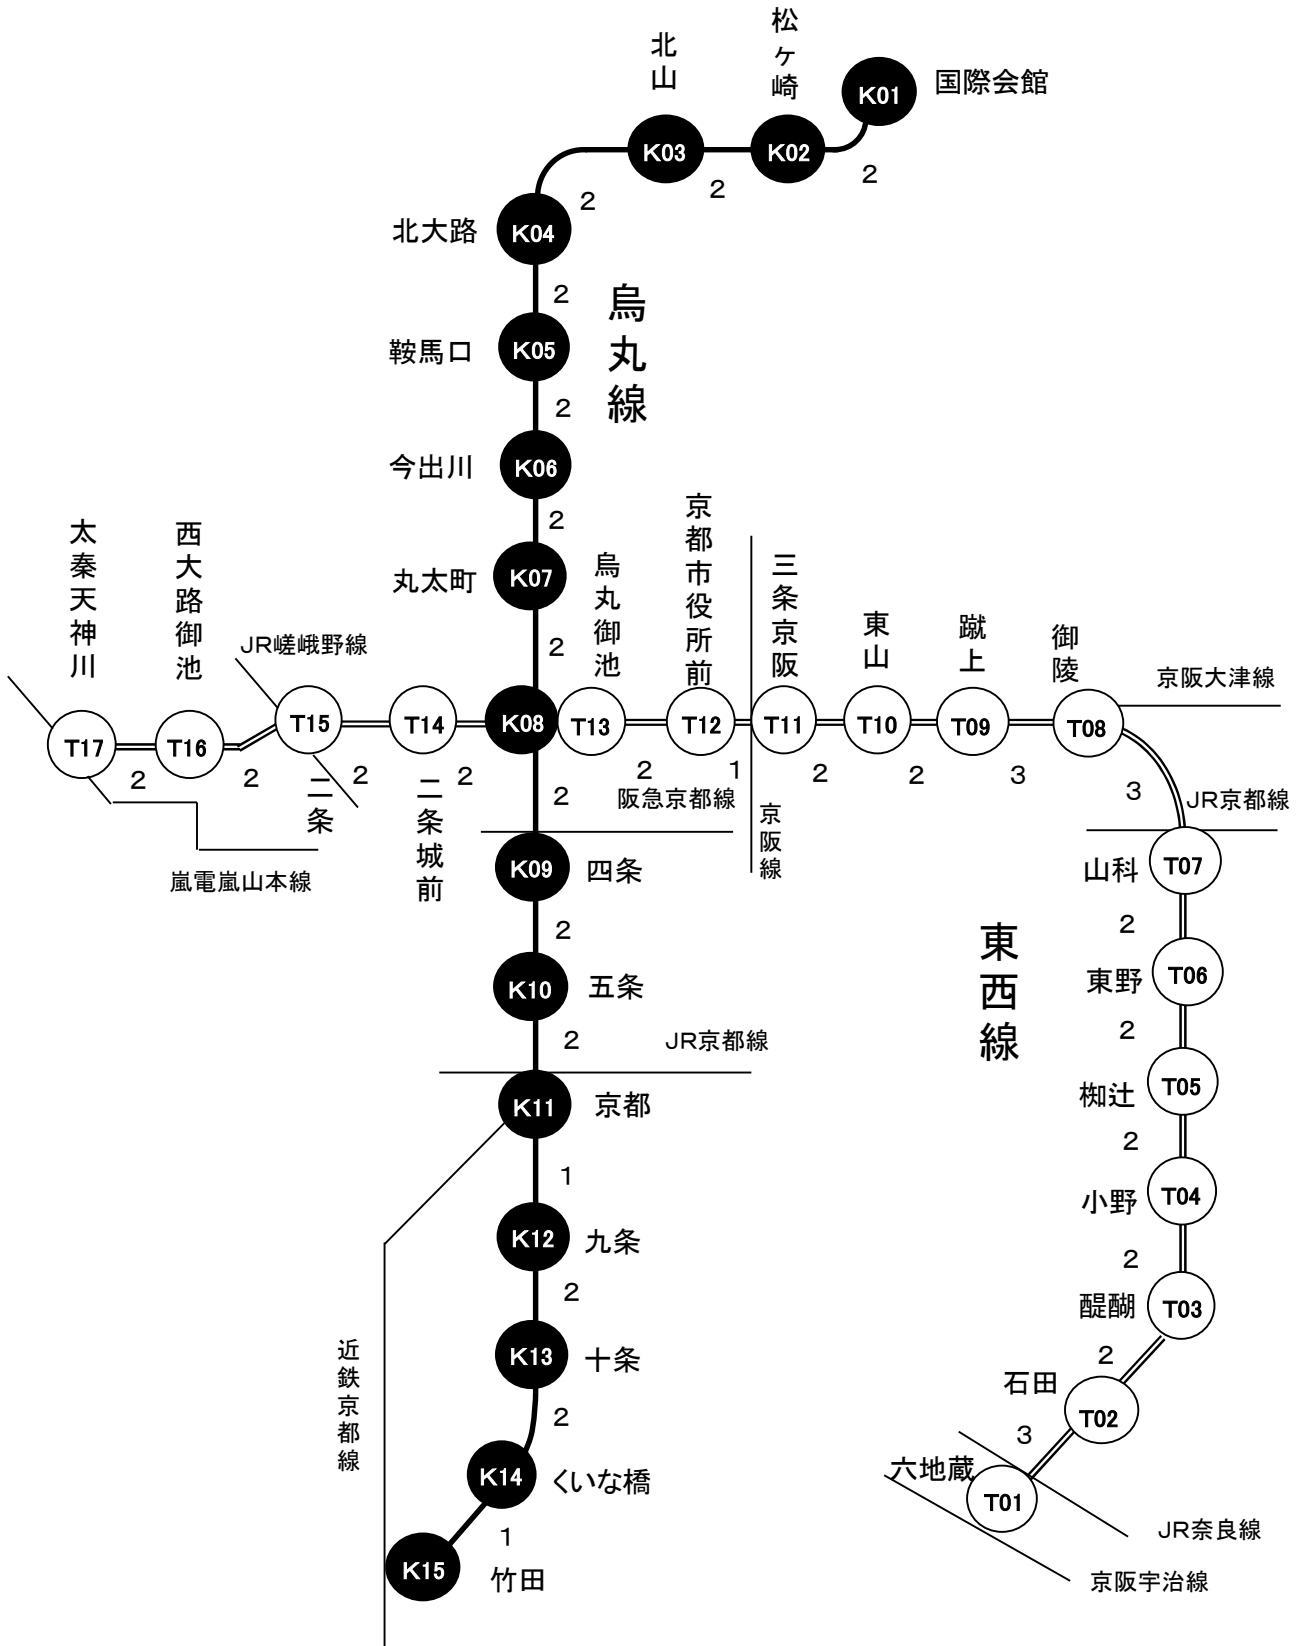 松ヶ崎
北山
K01
国際会館
K03
K02
2
2
2
北大路
K04
2
烏丸線
鞍馬口
K05
2
今出川
K06
2
丸太町
K07
2
太秦天神川
西大路御池
JR嵯峨野線
烏丸御池
京都市役所前
三条京阪
東山
蹴上
御陵
京阪大津線
T17
T16
T15
T14
K08
T13
T12
T11
T10
T09
T08
2
2
2
2
2
1
2
2
3
3
二条
二条城前
2
阪急京都線
京阪線
JR京都線
嵐電嵐山本線
K09
四条
山科
T07
2
2
東西線
K10
五条
東野
T06
2
JR京都線
2
K11
京都
椥辻
T05
1
2
K12
九条
小野
T04
2
2
近鉄京都線
K13
十条
醍醐
T03
2
2
石田
T02
K14
くいな橋
3
六地蔵
T01
1
JR奈良線
K15
竹田
京阪宇治線